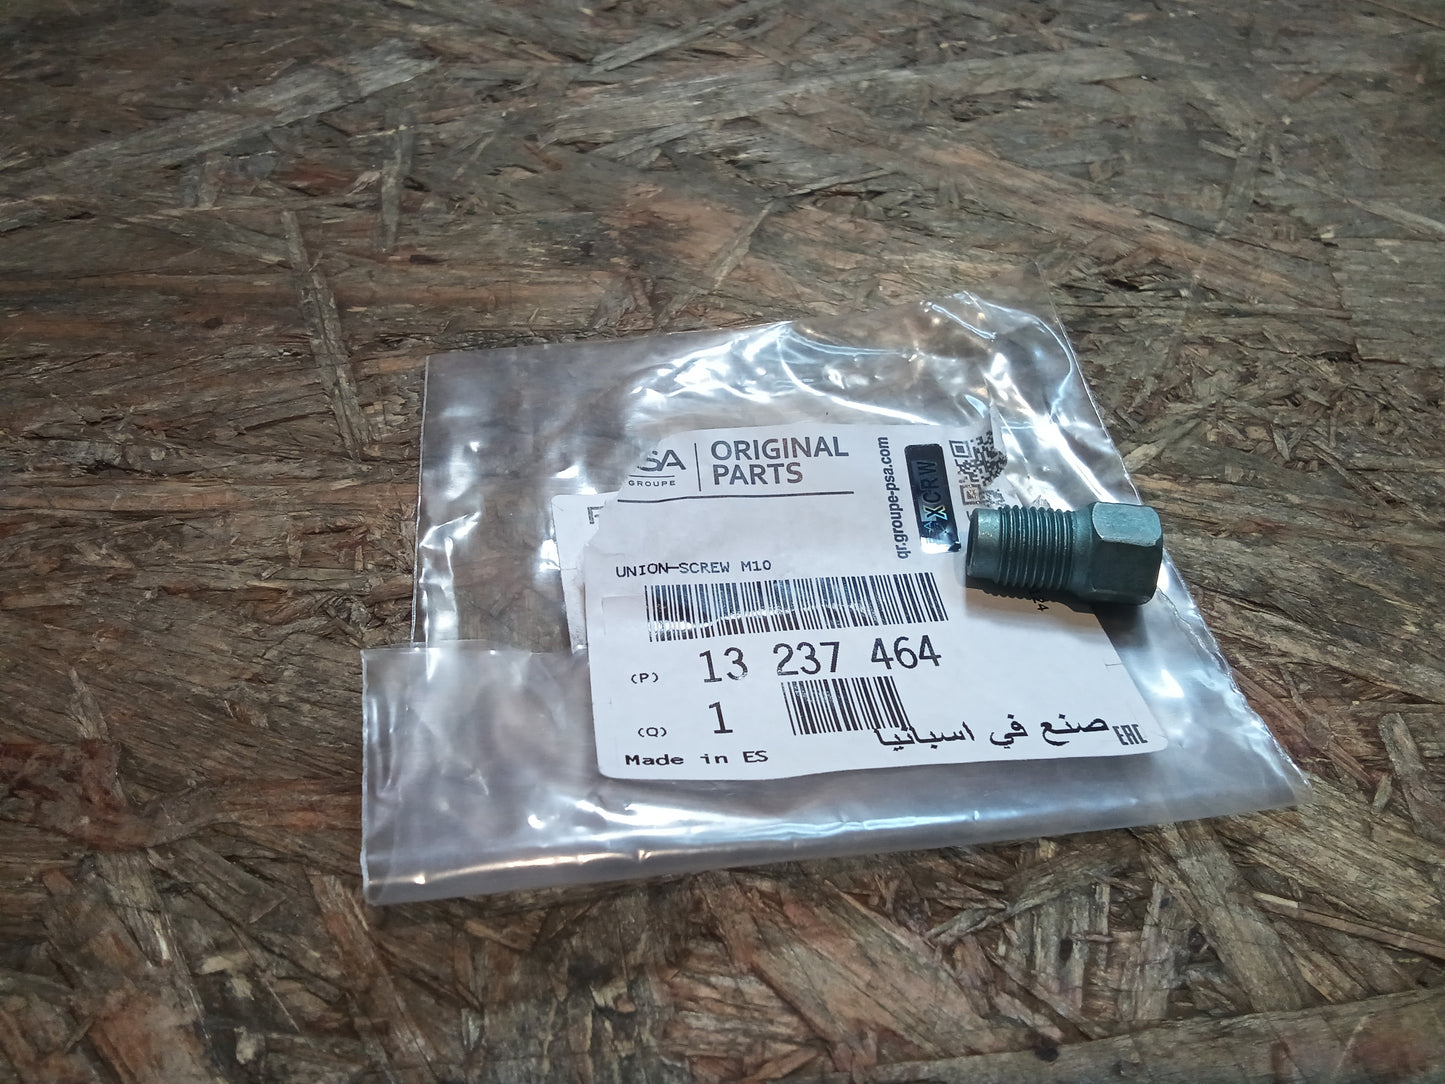 PSA
GROUPE
ORIGINAL
PARTS
qr.groupe-psa.com
XCRW
UNION-SCREW M10
(P) 13 237 464
(Q) 1
Made in ES
صنع في اسبانيا
EAC